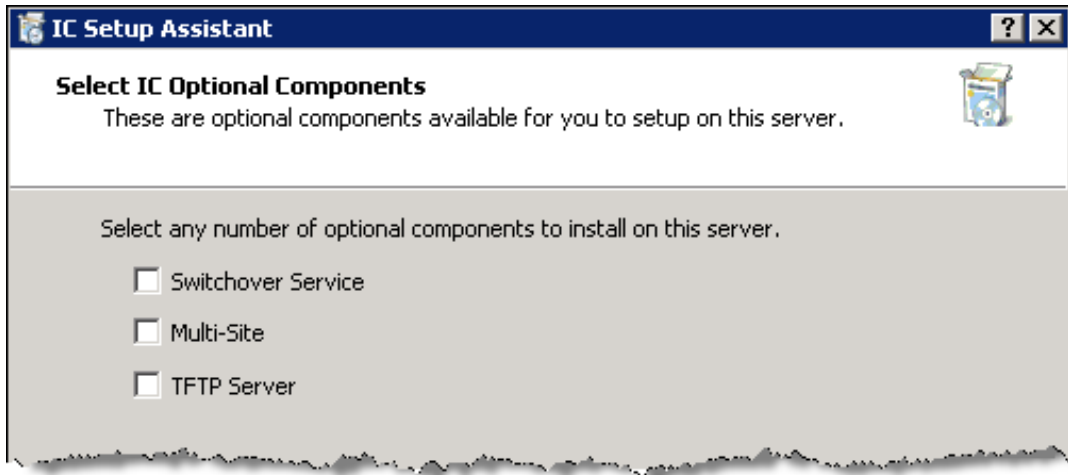 IC Setup Assistant
Select IC Optional Components
These are optional components available for you to setup on this server.
Select any number of optional components to install on this server.
Switchover Service
Multi-Site
TFTP Server